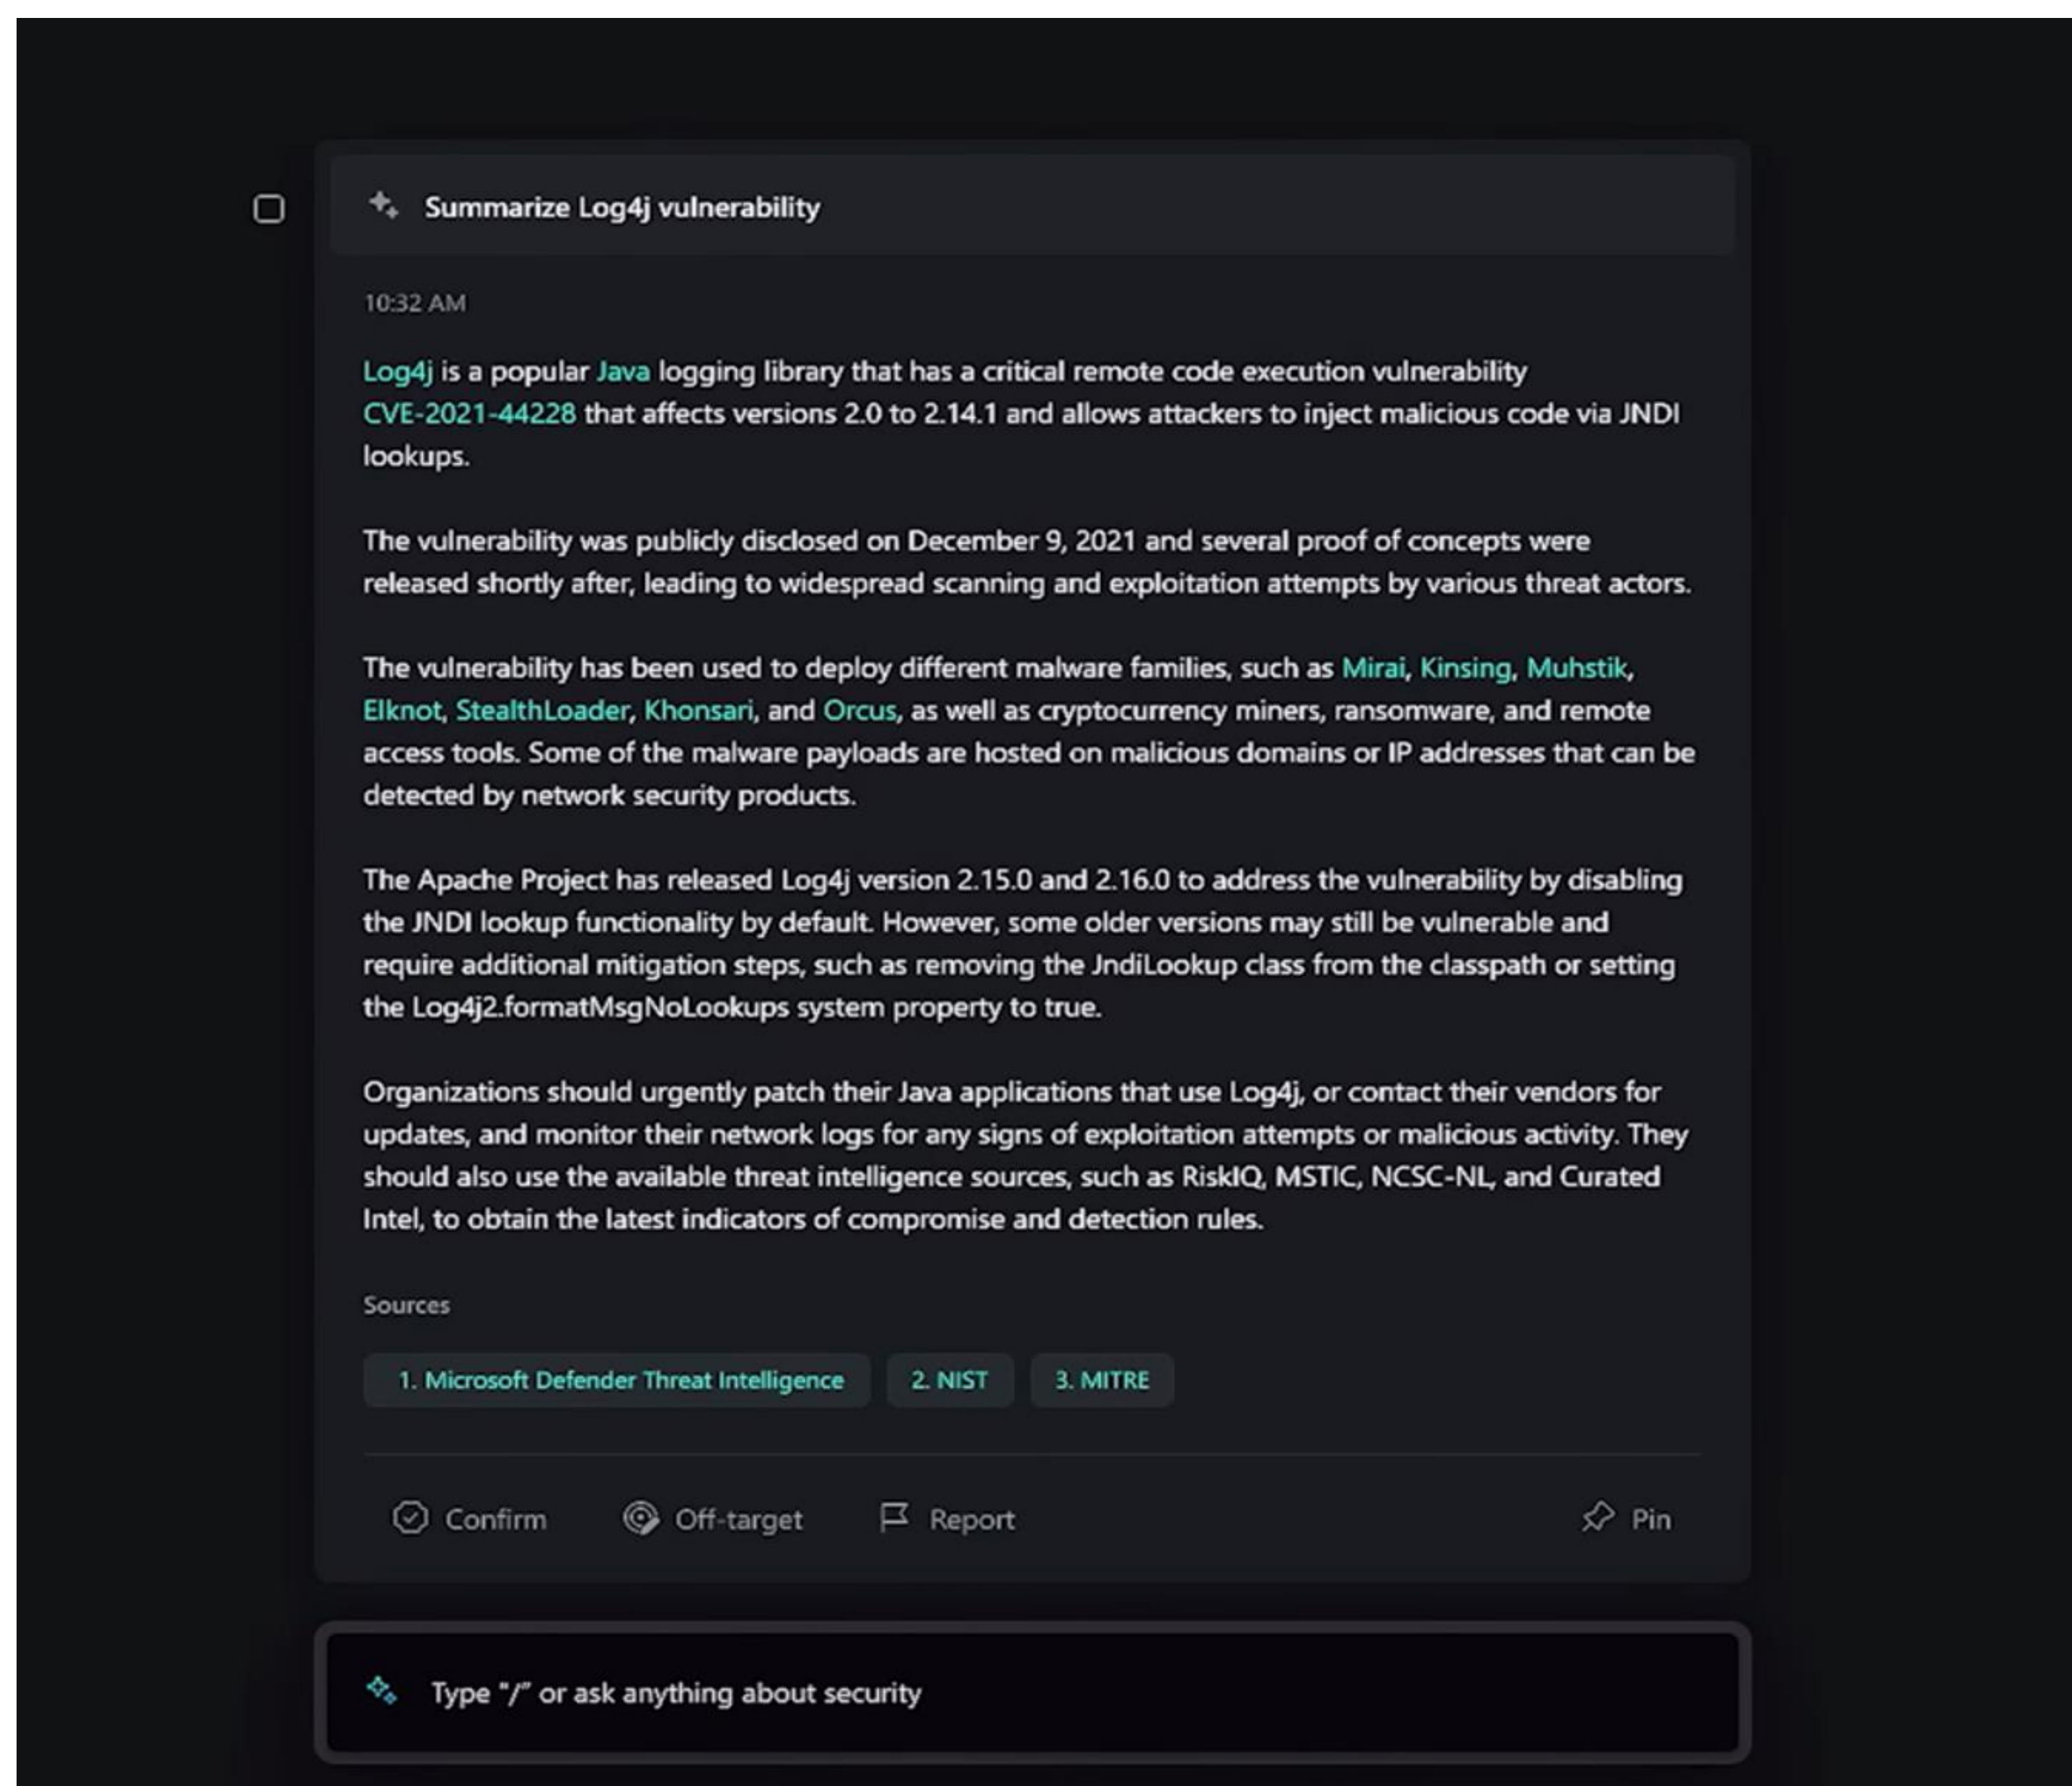 Summarize Log4j vulnerability
10:32 AM
Log4j is a popular Java logging library that has a critical remote code execution vulnerability
CVE-2021-44228 that affects versions 2.0 to 2.14.1 and allows attackers to inject malicious code via JNDI
lookups.
The vulnerability was publicly disclosed on December 9, 2021 and several proof of concepts were
released shortly after, leading to widespread scanning and exploitation attempts by various threat actors.
The vulnerability has been used to deploy different malware families, such as Mirai, Kinsing, Muhstik,
Elknot, StealthLoader, Khonsari, and Orcus, as well as cryptocurrency miners, ransomware, and remote
access tools. Some of the malware payloads are hosted on malicious domains or IP addresses that can be
detected by network security products.
The Apache Project has released Log4j version 2.15.0 and 2.16.0 to address the vulnerability by disabling
the JNDI lookup functionality by default. However, some older versions may still be vulnerable and
require additional mitigation steps, such as removing the JndiLookup class from the classpath or setting
the Log4j2.formatMsgNoLookups system property to true.
Organizations should urgently patch their Java applications that use Log4j, or contact their vendors for
updates, and monitor their network logs for any signs of exploitation attempts or malicious activity. They
should also use the available threat intelligence sources, such as RiskIQ, MSTIC, NCSC-NL, and Curated
Intel, to obtain the latest indicators of compromise and detection rules.
Sources
1. Microsoft Defender Threat Intelligence 2. NIST 3. MITRE
Confirm Off-target Report Pin
Type "/" or ask anything about security